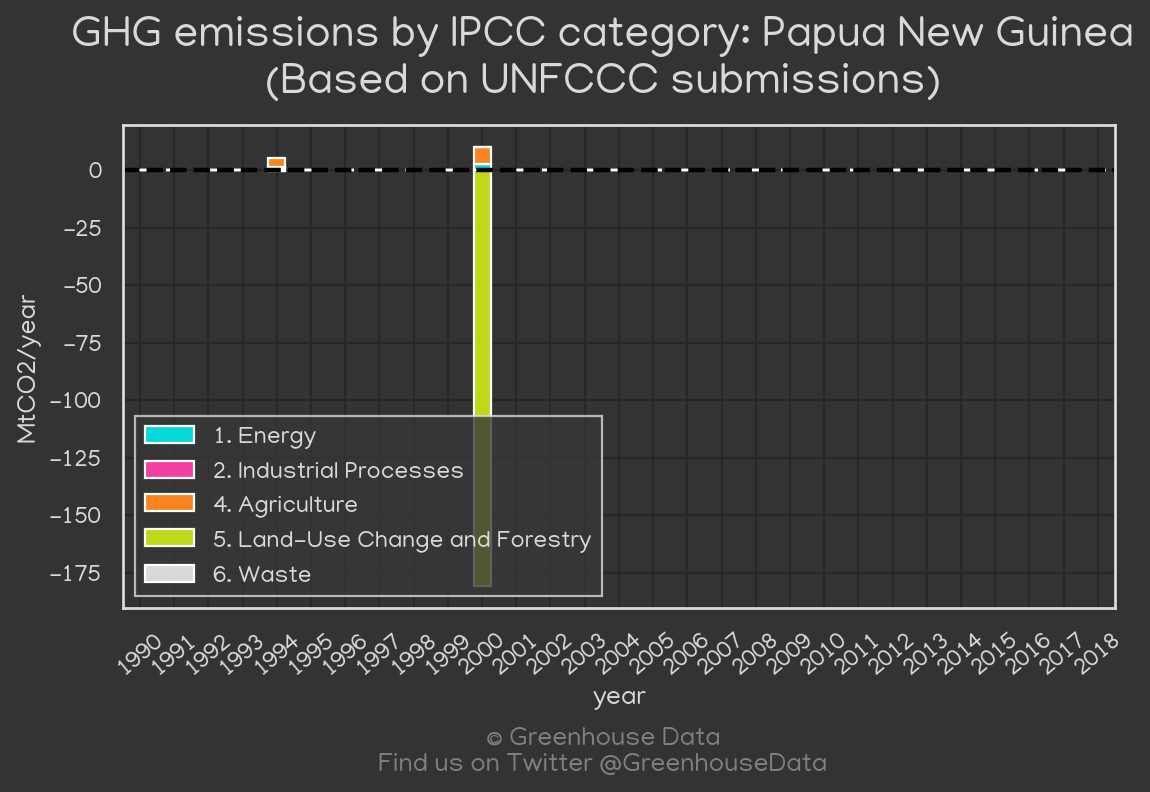 GHG emissions by IPCC category: Papua New Guinea
(Based on UNFCCC submissions)
MtCO2/year
0
−25
−50
−75
−100
−125
−150
−175
1. Energy
2. Industrial Processes
4. Agriculture
5. Land−Use Change and Forestry
6. Waste
1990 1991 1992 1993 1994 1995 1996 1997 1998 1999 2000 2001 2002 2003 2004 2005 2006 2007 2008 2009 2010 2011 2012 2013 2014 2015 2016 2017 2018
year
© Greenhouse Data
Find us on Twitter @GreenhouseData